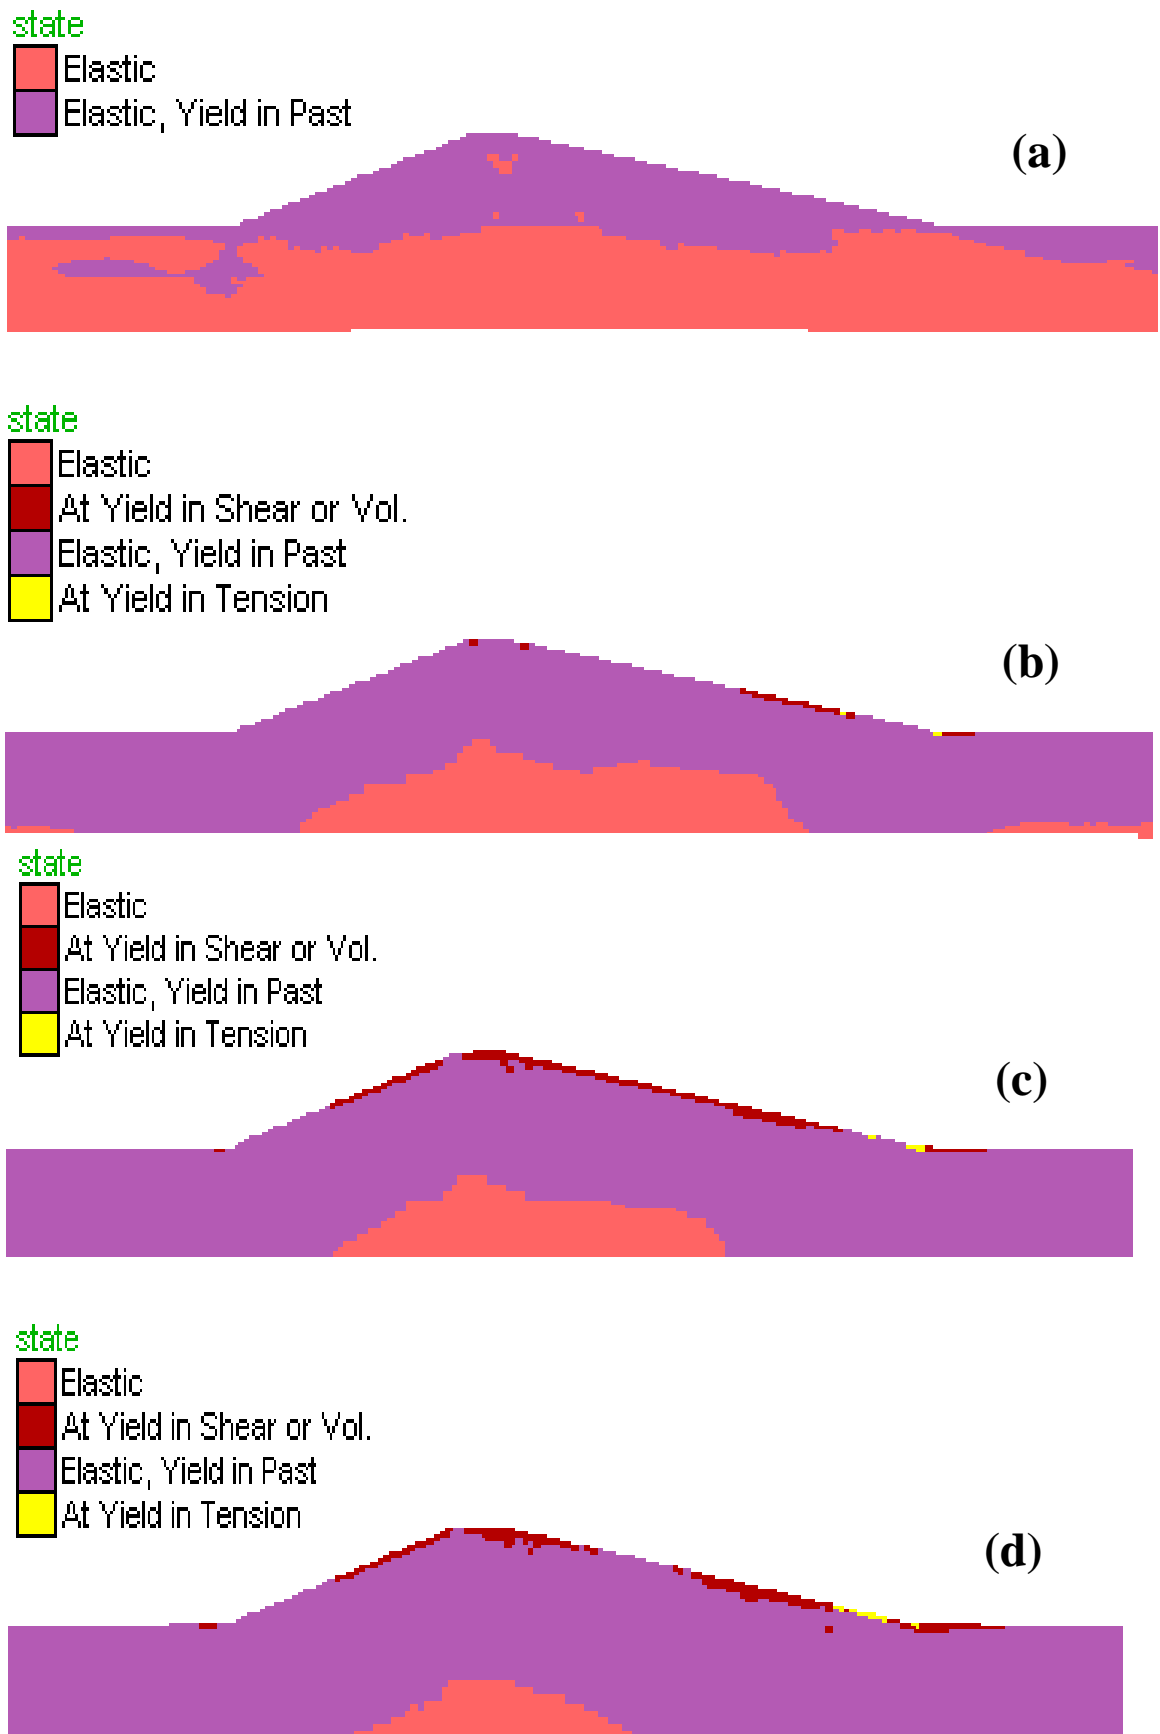 state
Elastic
Elastic, Yield in Past
(a)
state
Elastic
At Yield in Shear or Vol.
Elastic, Yield in Past
At Yield in Tension
(b)
state
Elastic
At Yield in Shear or Vol.
Elastic, Yield in Past
At Yield in Tension
(c)
state
Elastic
At Yield in Shear or Vol.
Elastic, Yield in Past
At Yield in Tension
(d)